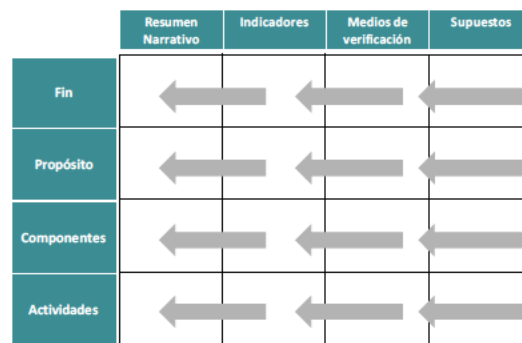 Resumen Narrativo
Indicadores
Medios de verificación
Supuestos
Fin
Propósito
Componentes
Actividades